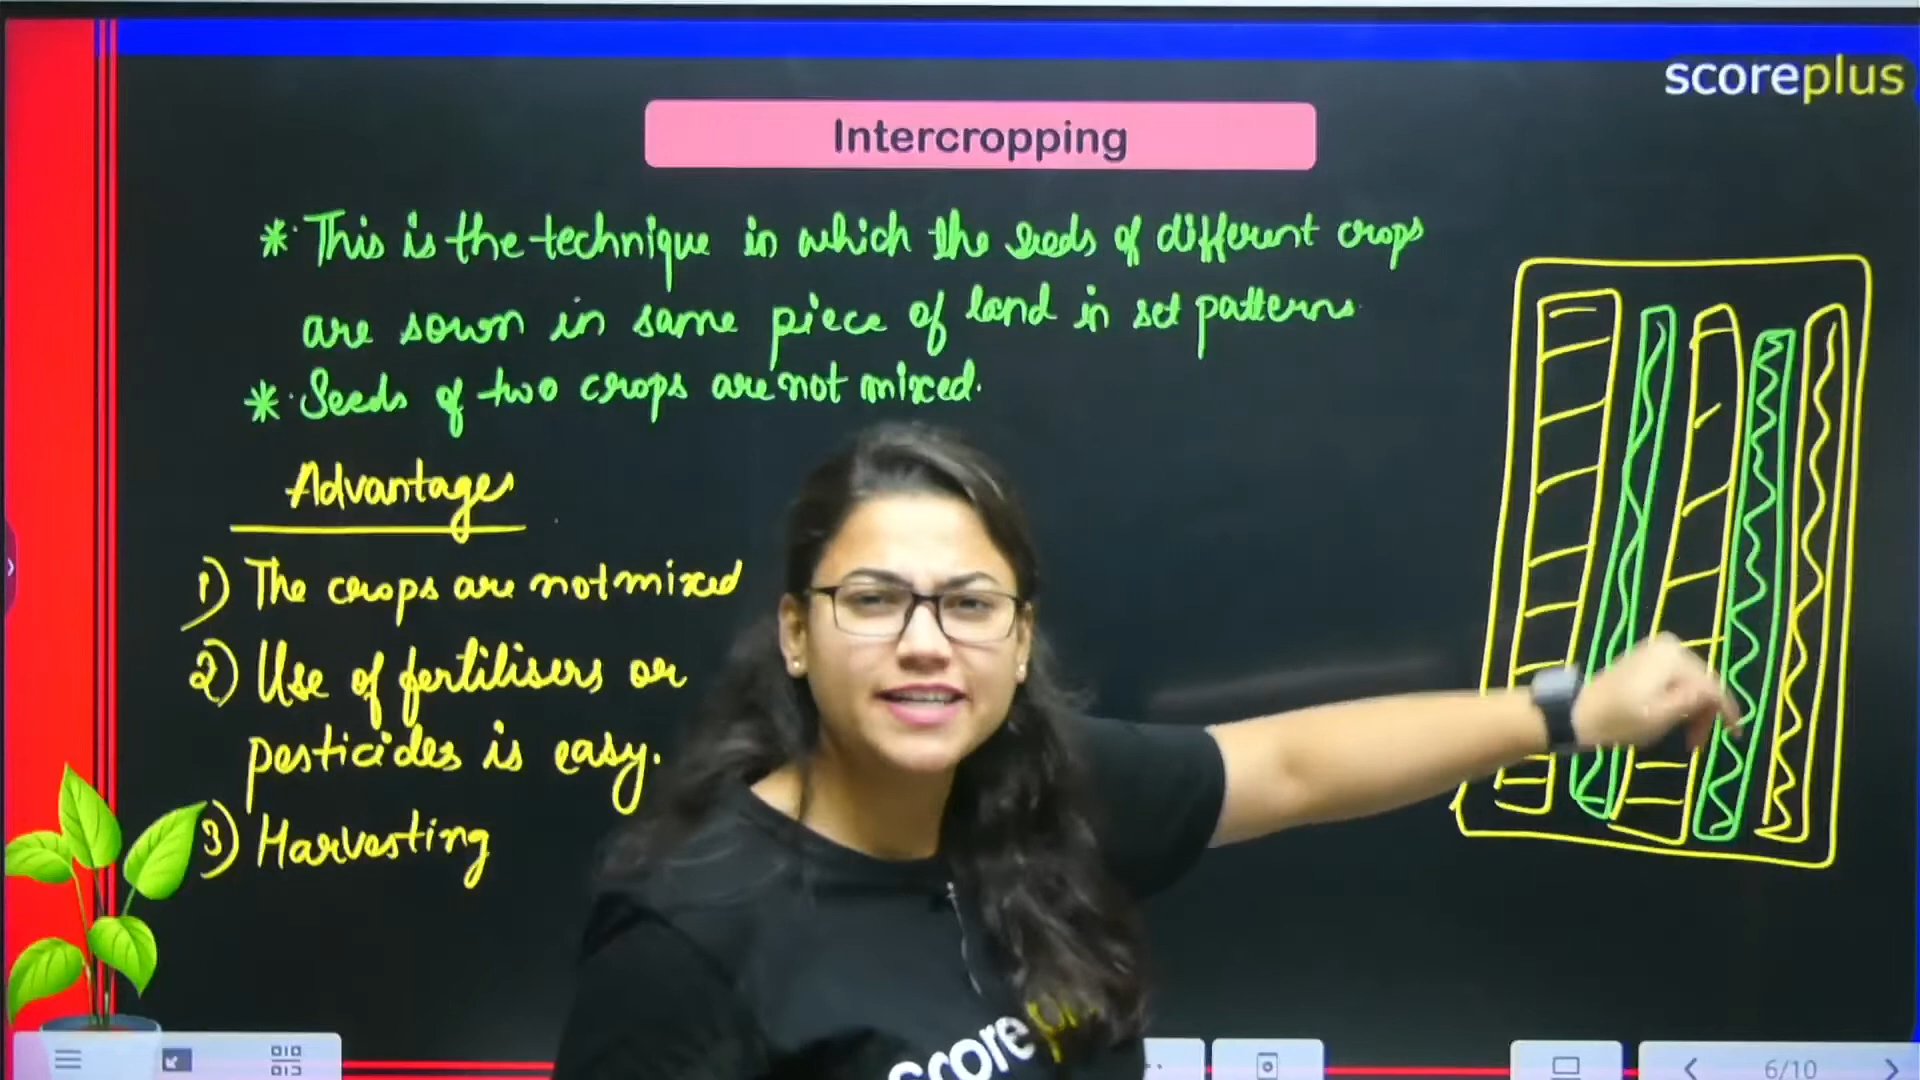 scoreplus
Intercropping
* This is the technique in which the seeds of different crops
are sown in same piece of land in set patterns
* Seeds of two crops are not mixed.
Advantages
1) The crops are not mixed
2) Use of fertilisers or
pesticides is easy.
3) Harvesting
score
6/10